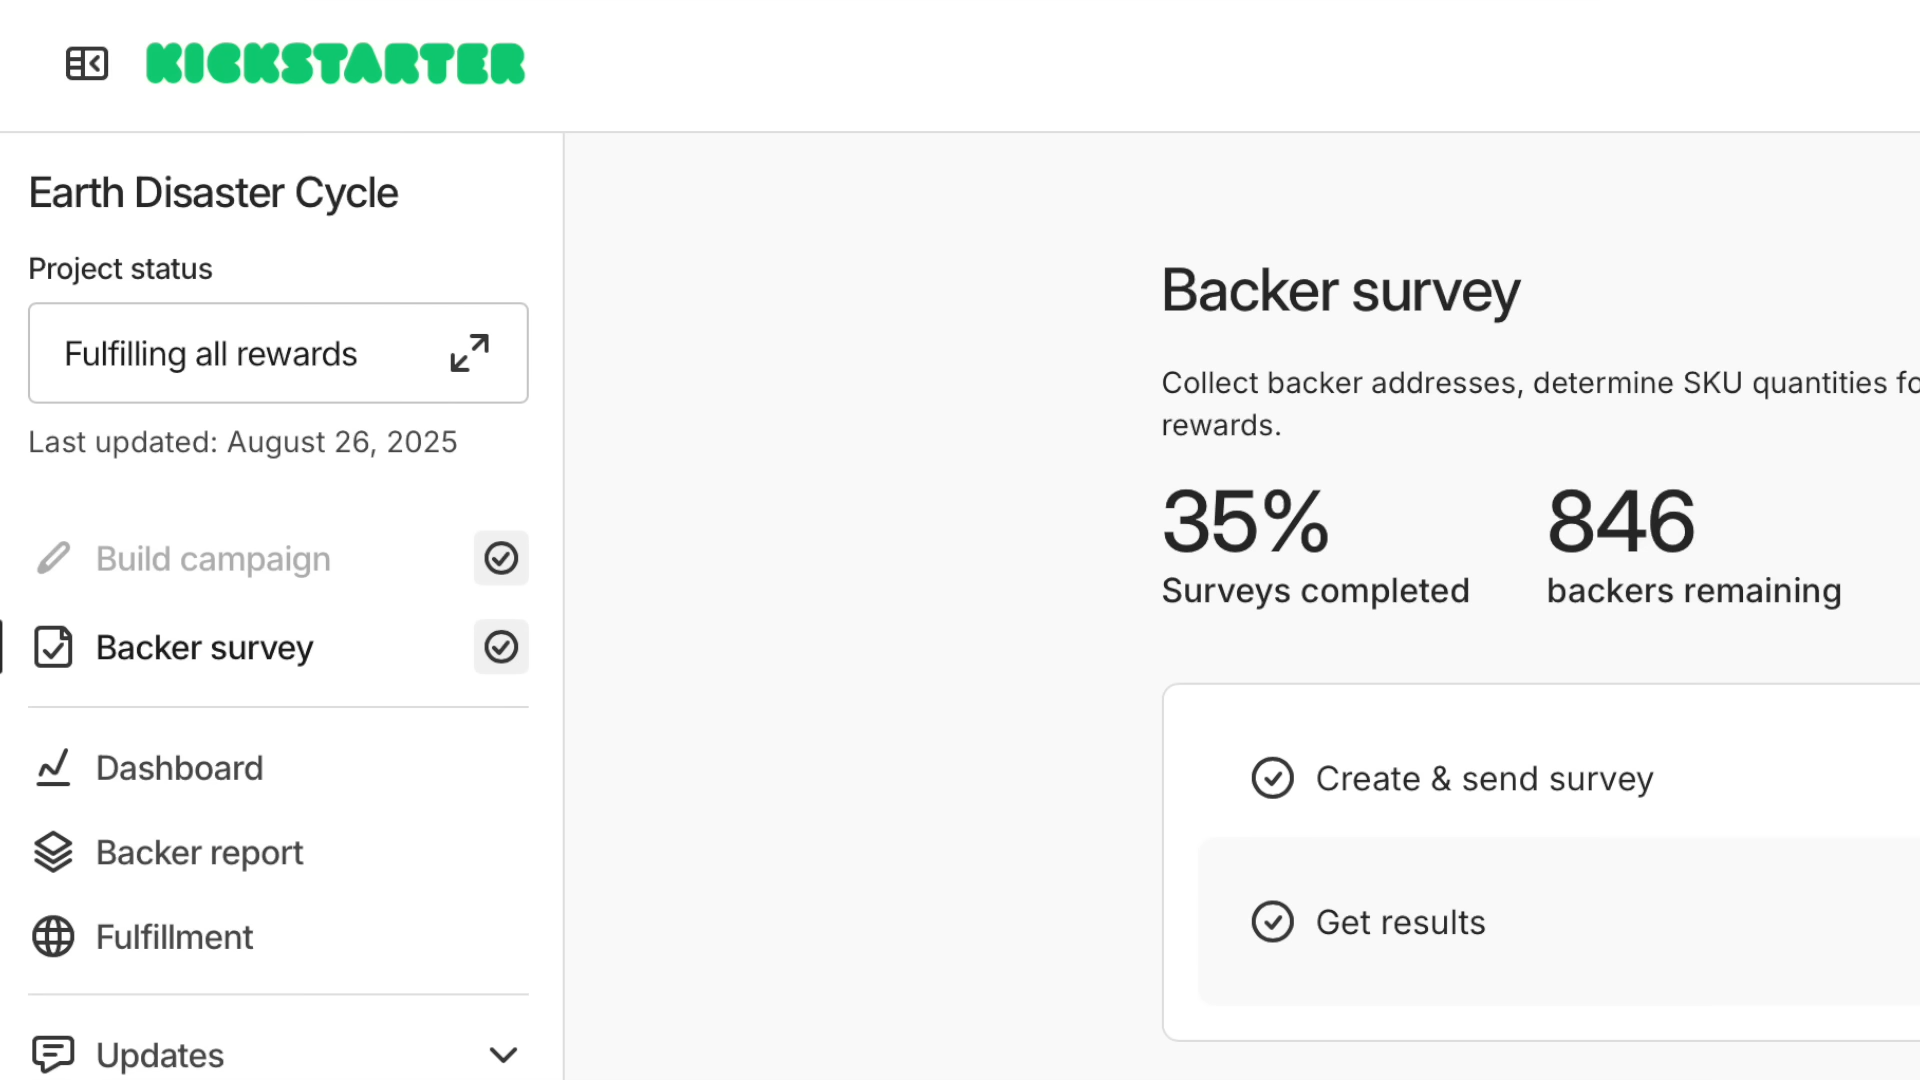 KICKSTARTER
Earth Disaster Cycle
Project status
Fulfilling all rewards
Last updated: August 26, 2025
Build campaign
Backer survey
Dashboard
Backer report
Fulfillment
Updates
Backer survey
Collect backer addresses, determine SKU quantities fo
rewards.
35%
Surveys completed
846
backers remaining
Create & send survey
Get results